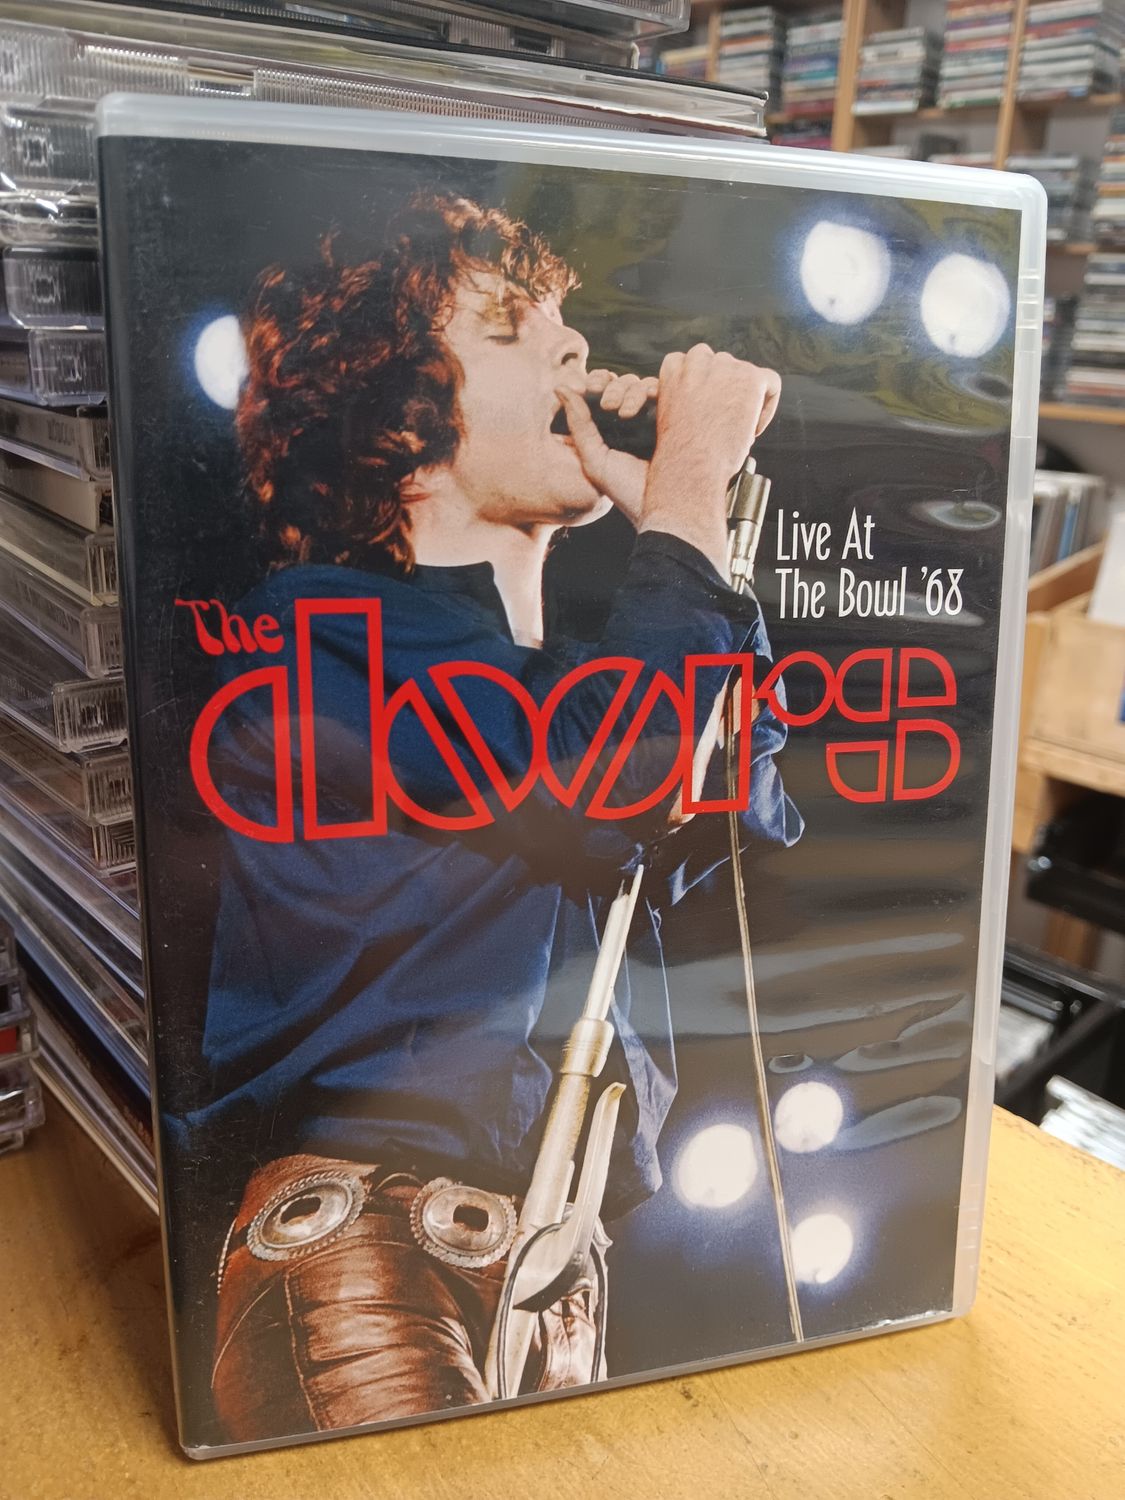 Live At
The Bowl '68
The
doors